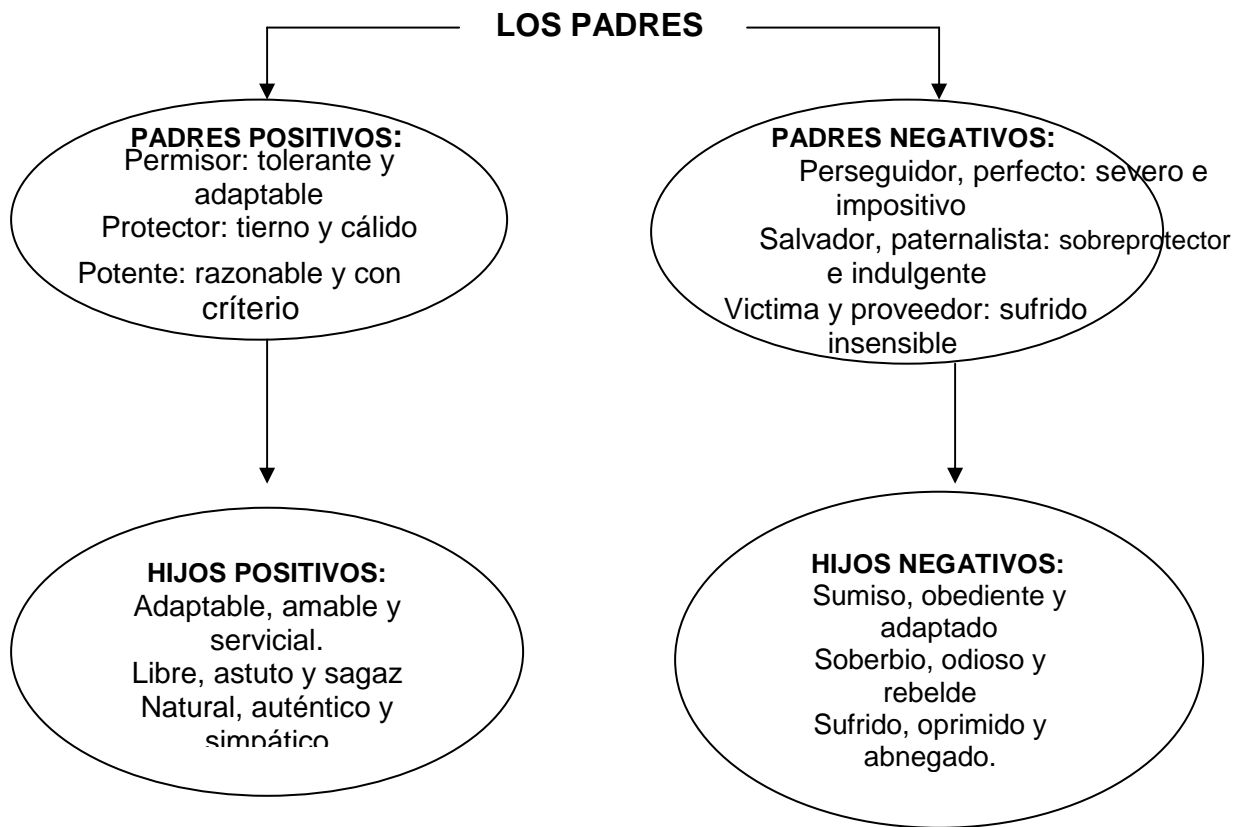 LOS PADRES
PADRES POSITIVOS:
Permisor: tolerante y
adaptable
Protector: tierno y cálido
Potente: razonable y con
críterio
PADRES NEGATIVOS:
Perseguidor, perfecto: severo e
impositivo
Salvador, paternalista: sobreprotector
e indulgente
Victima y proveedor: sufrido
insensible
HIJOS POSITIVOS:
Adaptable, amable y
servicial.
Libre, astuto y sagaz
Natural, auténtico y
simpático
HIJOS NEGATIVOS:
Sumiso, obediente y
adaptado
Soberbio, odioso y
rebelde
Sufrido, oprimido y
abnegado.